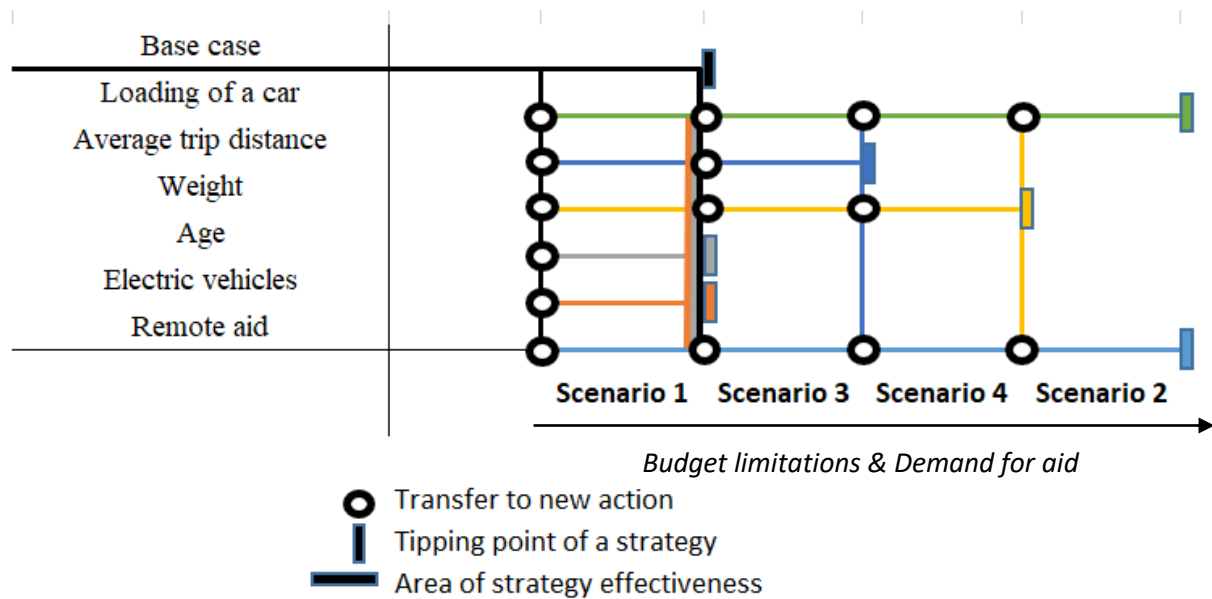 Base case
Loading of a car
Average trip distance
Weight
Age
Electric vehicles
Remote aid
Scenario 1 Scenario 3 Scenario 4 Scenario 2
Budget limitations & Demand for aid
Transfer to new action
Tipping point of a strategy
Area of strategy effectiveness